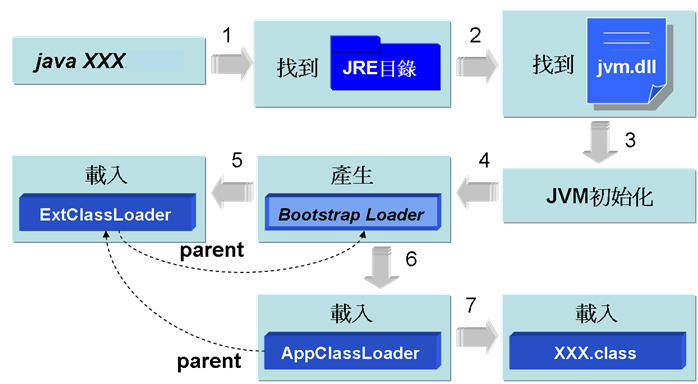 java XXX
1
找到
JRE目錄
2
找到
jvm.dll
3
JVM初始化
4
產生
Bootstrap Loader
5
載入
ExtClassLoader
parent
6
載入
AppClassLoader
parent
7
載入
XXX.class